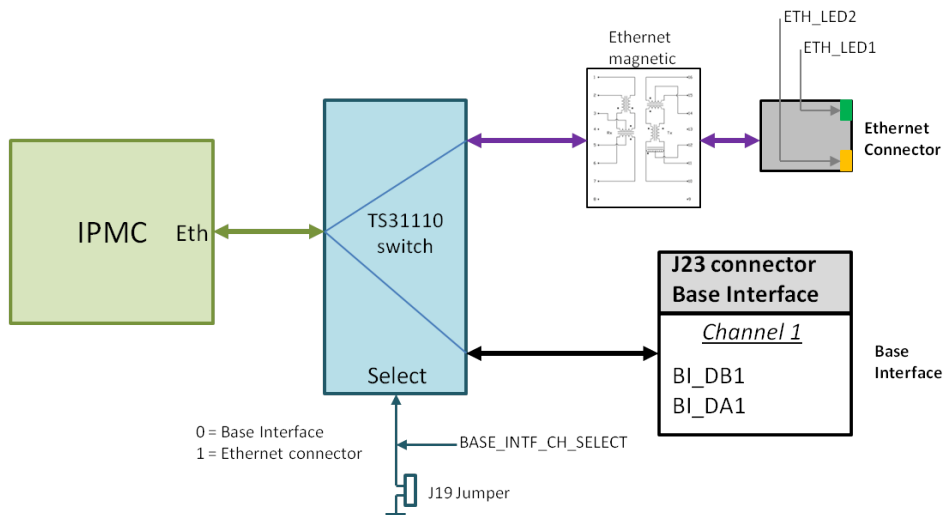 ETH_LED2
ETH_LED1
Ethernet
magnetic
Ethernet
Connector
IPMC
Eth
TS31110
switch
Select
J23 connector
Base Interface
Channel 1
BI_DB1
BI_DA1
Base
Interface
0 = Base Interface
1 = Ethernet connector
BASE_INTF_CH_SELECT
J19 Jumper